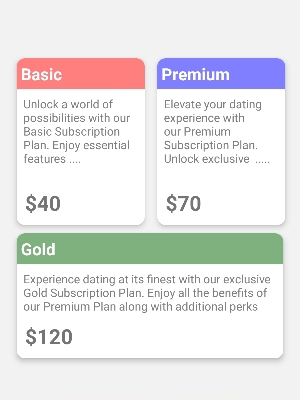 Basic
Unlock a world of
possibilities with our
Basic Subscription
Plan. Enjoy essential
features ....
$40
Premium
Elevate your dating
experience with
our Premium
Subscription Plan.
Unlock exclusive .....
$70
Gold
Experience dating at its finest with our exclusive
Gold Subscription Plan. Enjoy all the benefits of
our Premium Plan along with additional perks
$120